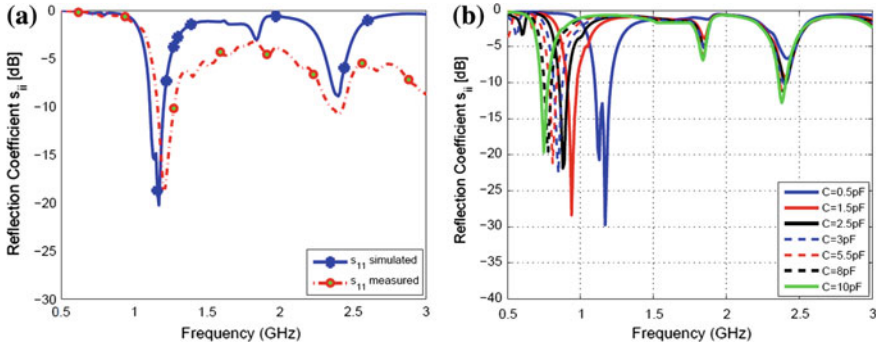 (a)
Reflection Coefficient s_ii [dB]
0
−5
−10
−15
−20
−25
−30
0.5
1
1.5
2
2.5
3
Frequency (GHz)
s_11 simulated
s_11 measured
(b)
Reflection Coefficient s_ii [dB]
0
−5
−10
−15
−20
−25
−30
−35
−40
0.5
1
1.5
2
2.5
3
Frequency (GHz)
C=0.5pF
C=1.5pF
C=2.5pF
C=3pF
C=5.5pF
C=8pF
C=10pF